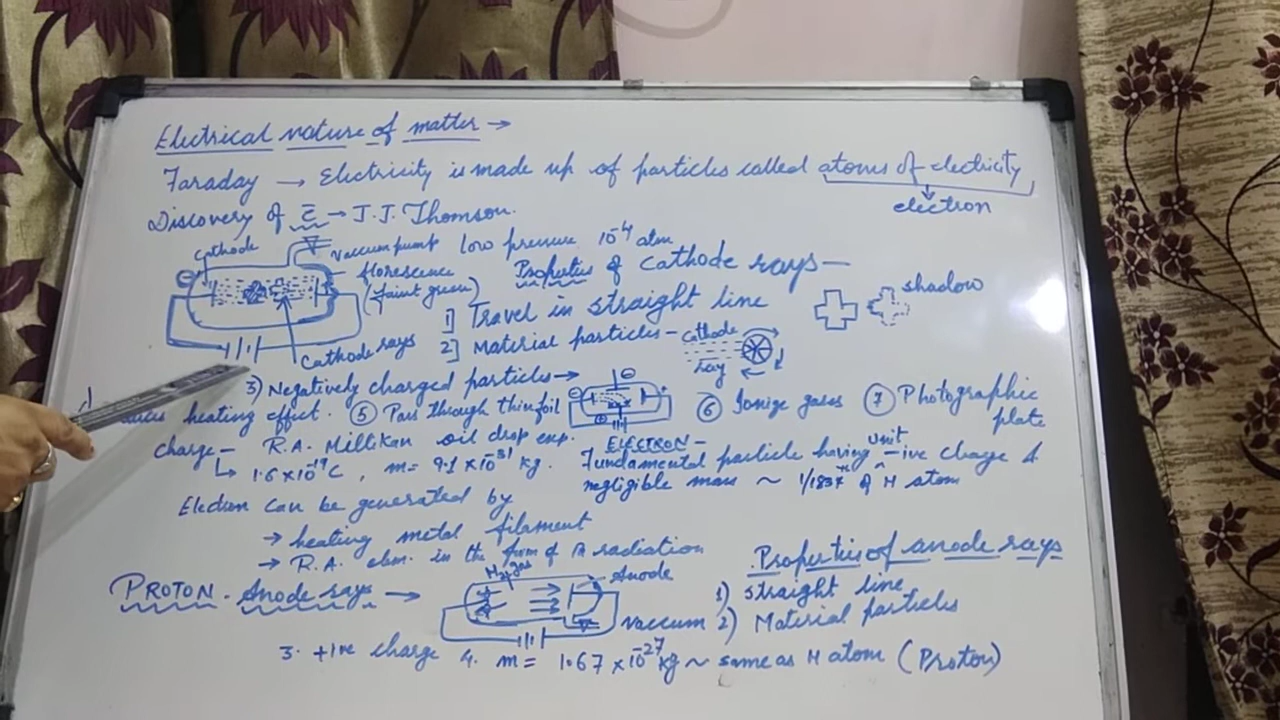 Electrical nature of matter →
Faraday → Electricity is made up of particles called atoms of electricity
electron
Discovery of ē → J.J. Thomson.
Cathode
Vaccum pump low pressure 10⁻⁴ atm
florescence
(faint green)
Cathode rays
Properties of Cathode rays —
1] Travel in straight line
shadow
2] Material particles –
Cathode
ray
3) Negatively charged particles →
heating effect. ⑤ Pass through thin foil
⑥ Ionize gases ⑦ Photographic plate
charge – R.A. Millikan oil drop exp.
↳ 1.6 × 10⁻¹⁹ C , m = 9.1 × 10⁻³¹ kg.
ELECTRON –
Fundamental particle having unit –ive charge &
negligible mass ~ 1/1837 th of H atom
Electron can be generated by
→ heating metal filament
→ R.A. elem. in the form of β radiation
PROTON - Anode rays →
H₂ gas
Anode
Vaccum
Properties of anode rays
1) Straight line
2) Material particles
3. +ive charge 4. m = 1.67 × 10⁻²⁷ kg ~ same as H atom (Proton)